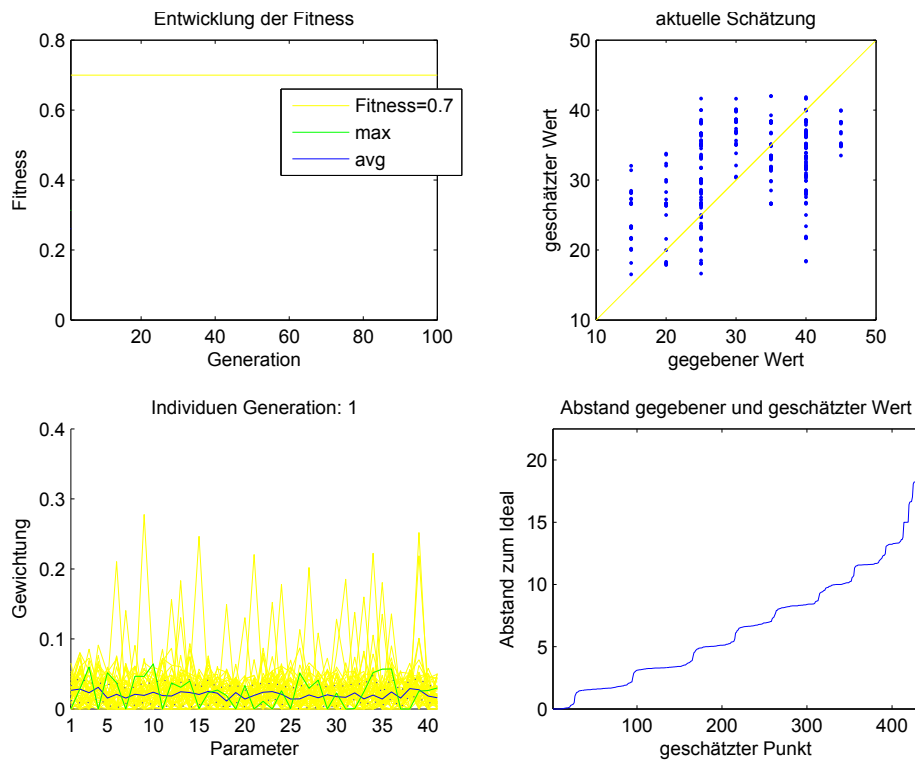 Entwicklung der Fitness
0.8
0.6
0.4
0.2
0
Fitness
20
40
60
80
100
Generation
Fitness=0.7
max
avg
aktuelle Schätzung
50
40
30
20
10
geschätzter Wert
10
20
30
40
50
gegebener Wert
Individuen Generation: 1
0.4
0.3
0.2
0.1
0
Gewichtung
1
5
10
15
20
25
30
35
40
Parameter
Abstand gegebener und geschätzter Wert
20
15
10
5
0
Abstand zum Ideal
100
200
300
400
geschätzter Punkt